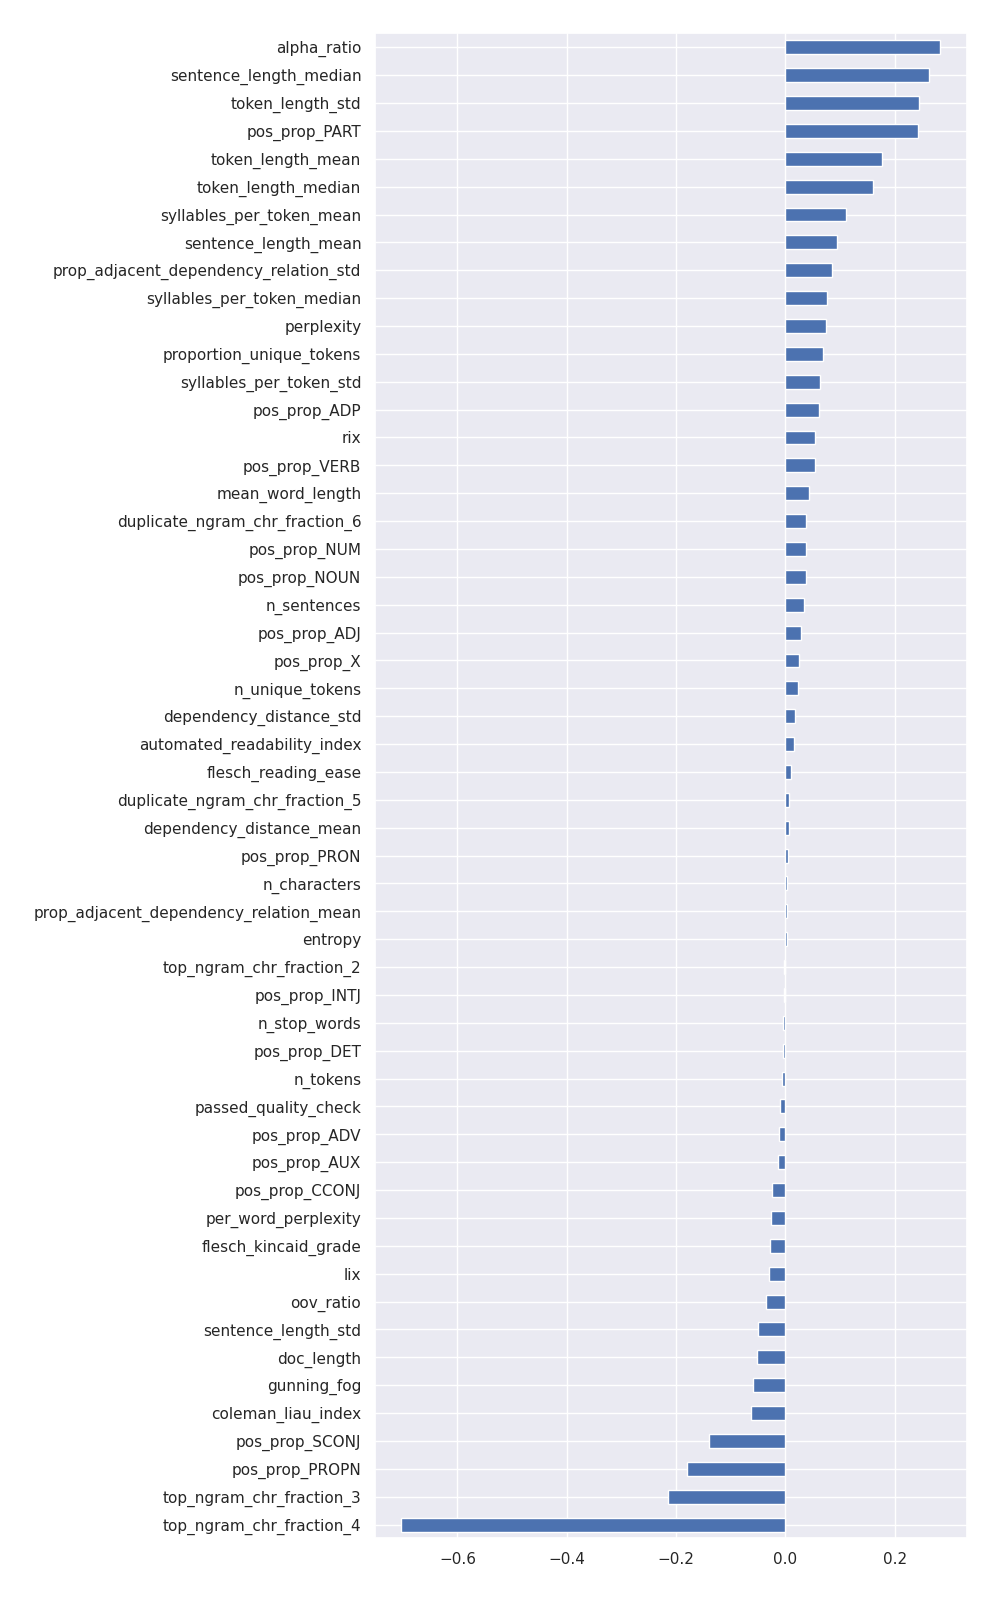 alpha_ratio
sentence_length_median
token_length_std
pos_prop_PART
token_length_mean
token_length_median
syllables_per_token_mean
sentence_length_mean
prop_adjacent_dependency_relation_std
syllables_per_token_median
perplexity
proportion_unique_tokens
syllables_per_token_std
pos_prop_ADP
rix
pos_prop_VERB
mean_word_length
duplicate_ngram_chr_fraction_6
pos_prop_NUM
pos_prop_NOUN
n_sentences
pos_prop_ADJ
pos_prop_X
n_unique_tokens
dependency_distance_std
automated_readability_index
flesch_reading_ease
duplicate_ngram_chr_fraction_5
dependency_distance_mean
pos_prop_PRON
n_characters
prop_adjacent_dependency_relation_mean
entropy
top_ngram_chr_fraction_2
pos_prop_INTJ
n_stop_words
pos_prop_DET
n_tokens
passed_quality_check
pos_prop_ADV
pos_prop_AUX
pos_prop_CCONJ
per_word_perplexity
flesch_kincaid_grade
lix
oov_ratio
sentence_length_std
doc_length
gunning_fog
coleman_liau_index
pos_prop_SCONJ
pos_prop_PROPN
top_ngram_chr_fraction_3
top_ngram_chr_fraction_4
−0.6 −0.4 −0.2 0.0 0.2